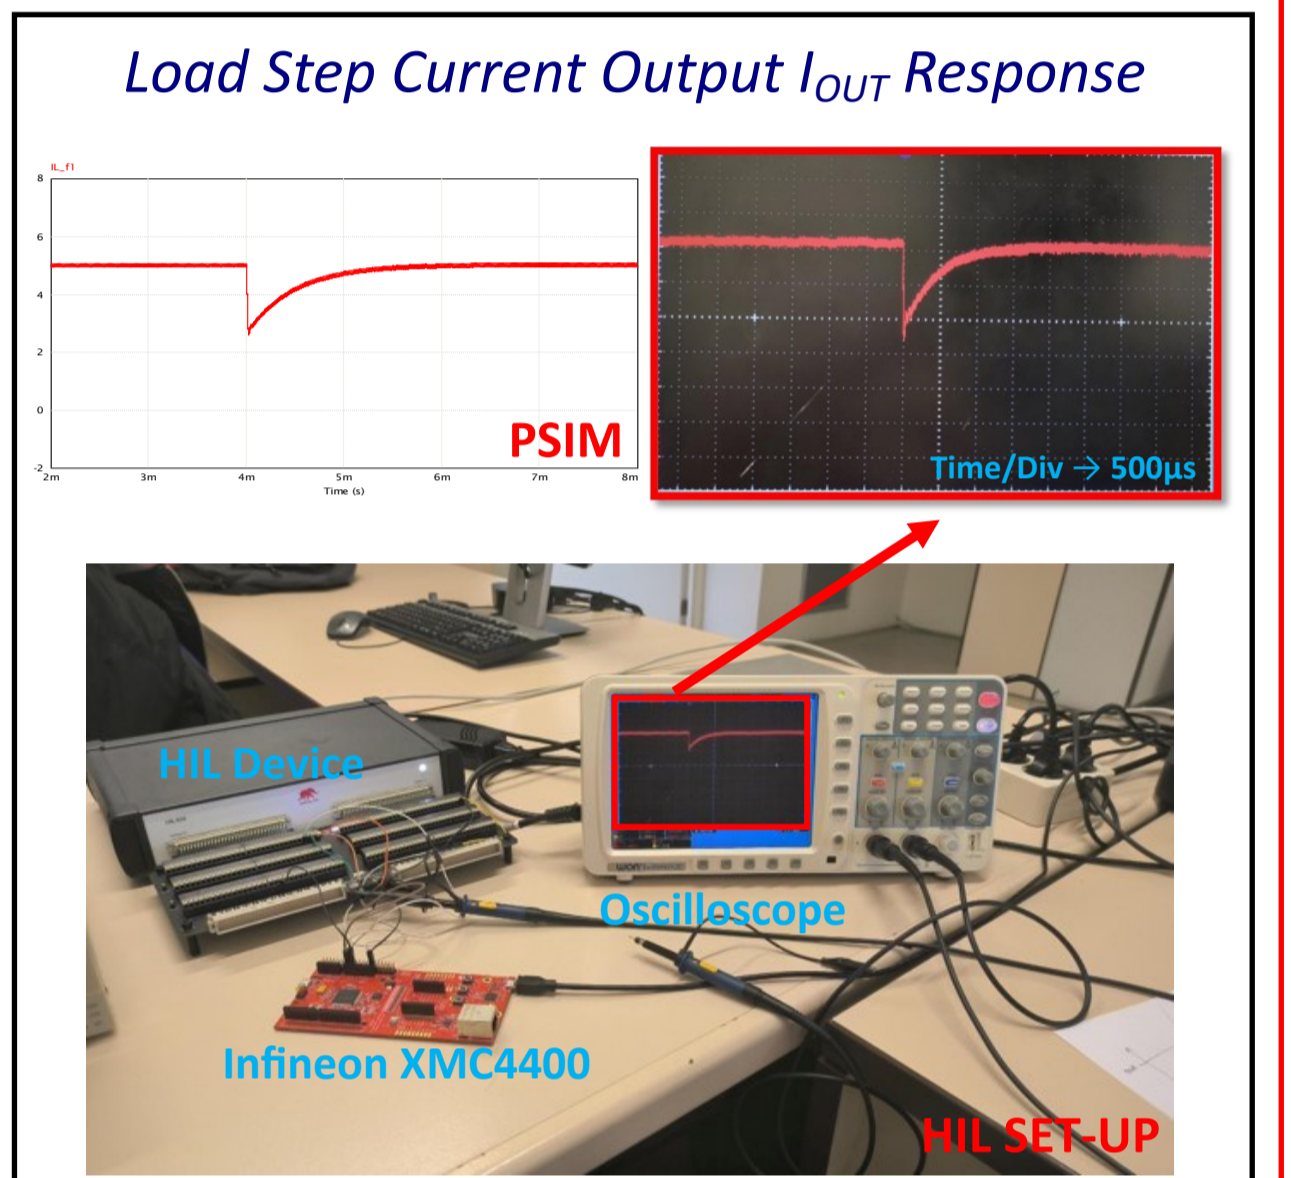 Load Step Current Output I_OUT Response
IL_f1
8
6
4
2
0
-2
2m 3m 4m 5m 6m 7m 8m
Time (s)
PSIM
Time/Div → 500µs
HIL Device
Oscilloscope
Infineon XMC4400
HIL SET-UP